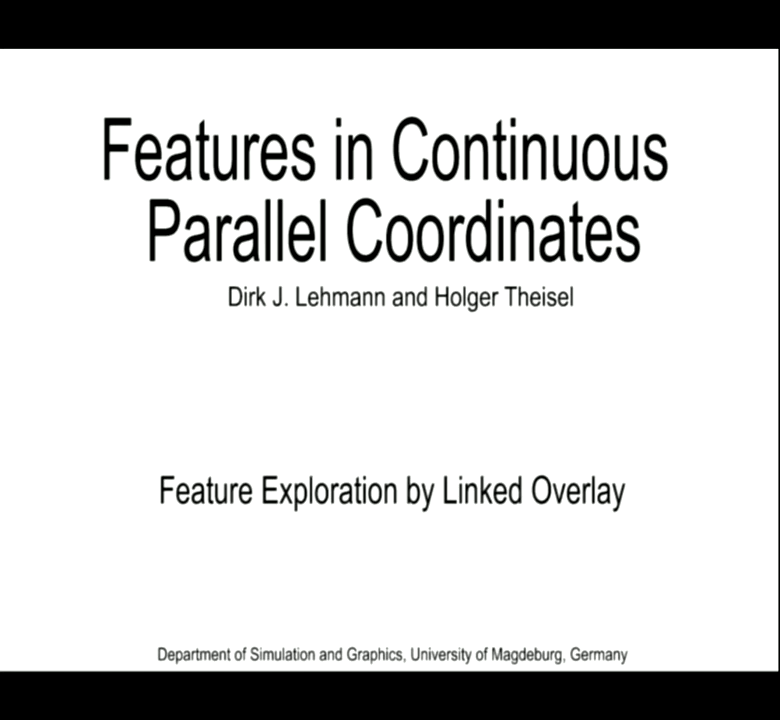 Features in Continuous
Parallel Coordinates
Dirk J. Lehmann and Holger Theisel
Feature Exploration by Linked Overlay
Department of Simulation and Graphics, University of Magdeburg, Germany